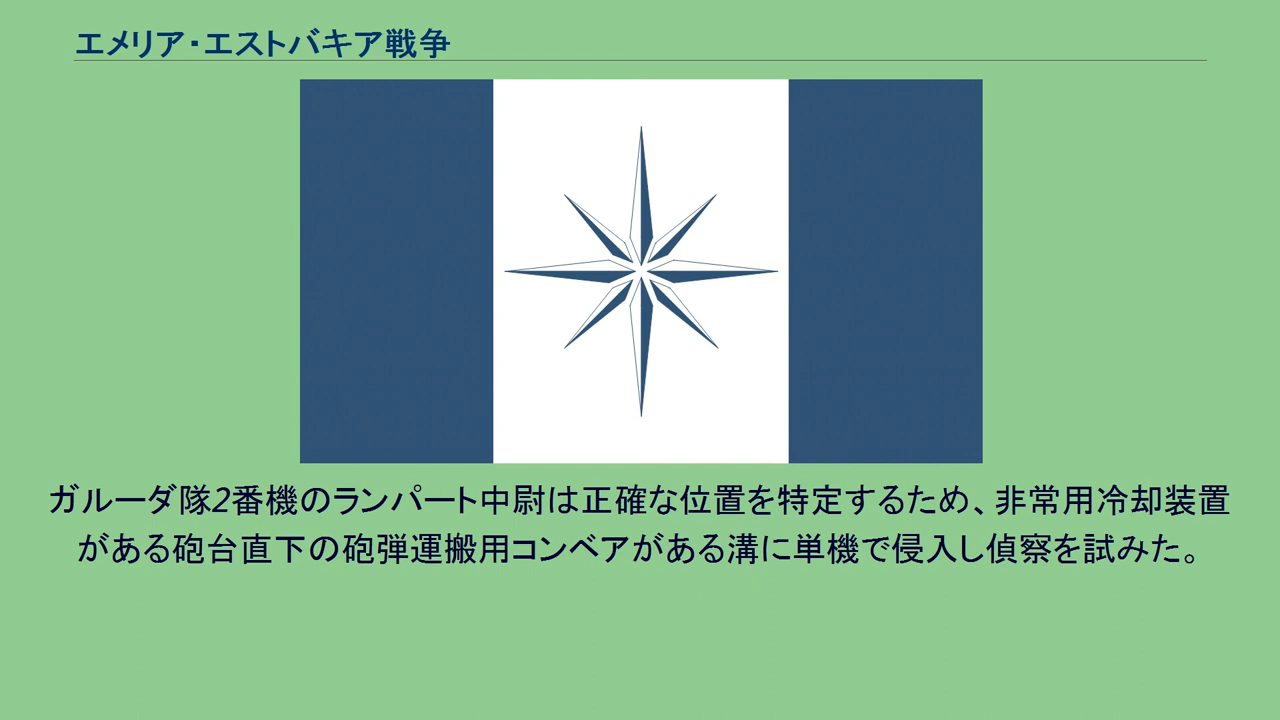 エメリア・エストバキア戦争
ガルーダ隊2番機のランパート中尉は正確な位置を特定するため、非常用冷却装置
がある砲台直下の砲弾運搬用コンベアがある溝に単機で侵入し偵察を試みた。